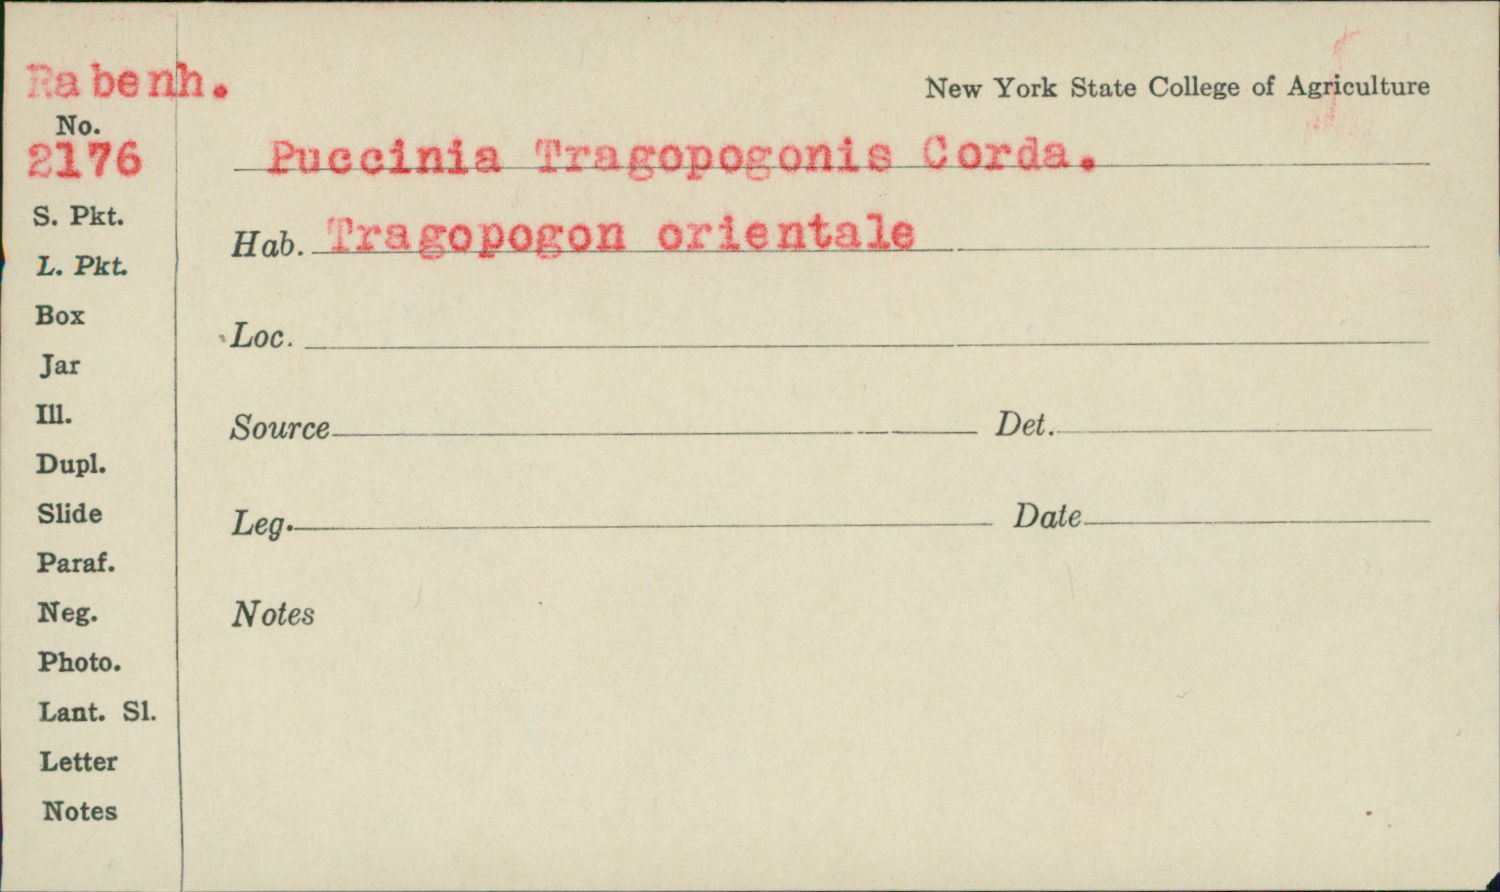 Rabenh.
New York State College of Agriculture
No.
2176
Puccinia Tragopogonis Corda.
S. Pkt.
Hab. Tragopogon orientale
L. Pkt.
Box
Loc.
Jar
Ill.
Source Det.
Dupl.
Slide
Leg. Date
Paraf.
Neg.
Notes
Photo.
Lant. Sl.
Letter
Notes